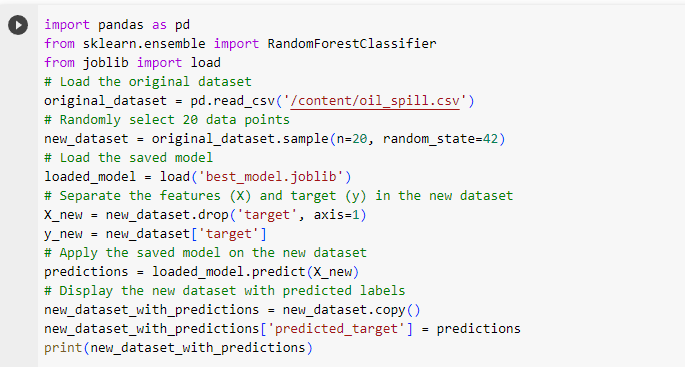 import pandas as pd
from sklearn.ensemble import RandomForestClassifier
from joblib import load
# Load the original dataset
original_dataset = pd.read_csv('/content/oil_spill.csv')
# Randomly select 20 data points
new_dataset = original_dataset.sample(n=20, random_state=42)
# Load the saved model
loaded_model = load('best_model.joblib')
# Separate the features (X) and target (y) in the new dataset
X_new = new_dataset.drop('target', axis=1)
y_new = new_dataset['target']
# Apply the saved model on the new dataset
predictions = loaded_model.predict(X_new)
# Display the new dataset with predicted labels
new_dataset_with_predictions = new_dataset.copy()
new_dataset_with_predictions['predicted_target'] = predictions
print(new_dataset_with_predictions)